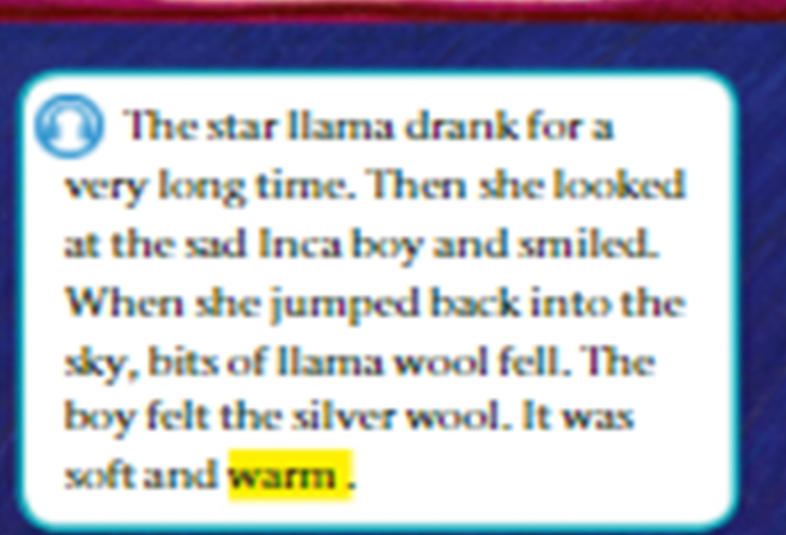 The star llama drank for a
very long time. Then she looked
at the sad Inca boy and smiled.
When she jumped back into the
sky, bits of llama wool fell. The
boy felt the silver wool. It was
soft and warm .